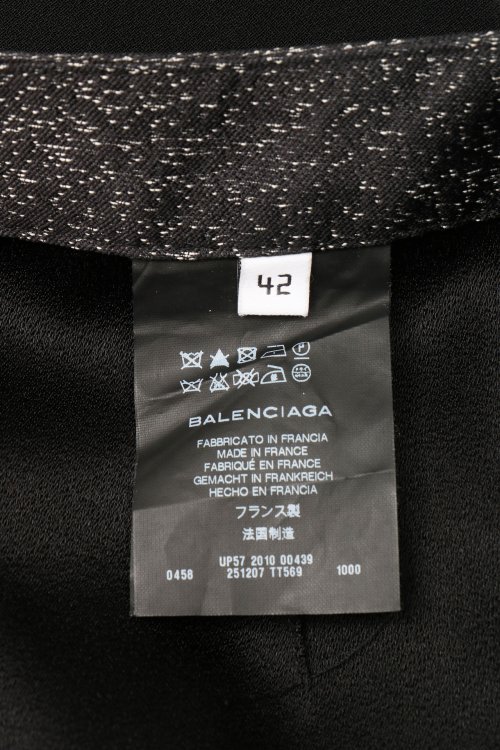 42
BALENCIAGA
FABBRICATO IN FRANCIA
MADE IN FRANCE
FABRIQUÉ EN FRANCE
GEMACHT IN FRANKREICH
HECHO EN FRANCIA
フランス製
法国制造
UP57 2010 00439
0458 251207 TT569 1000